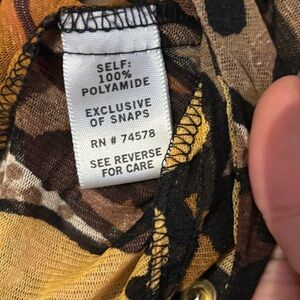 SELF:
100%
POLYAMIDE
EXCLUSIVE
OF SNAPS
RN # 74578
SEE REVERSE
FOR CARE